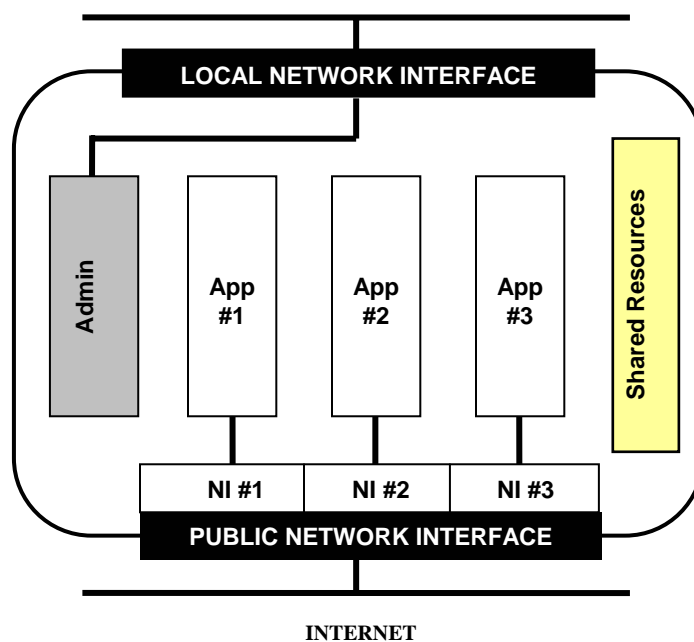 LOCAL NETWORK INTERFACE
Admin
App
#1
App
#2
App
#3
Shared Resources
NI #1
NI #2
NI #3
PUBLIC NETWORK INTERFACE
INTERNET